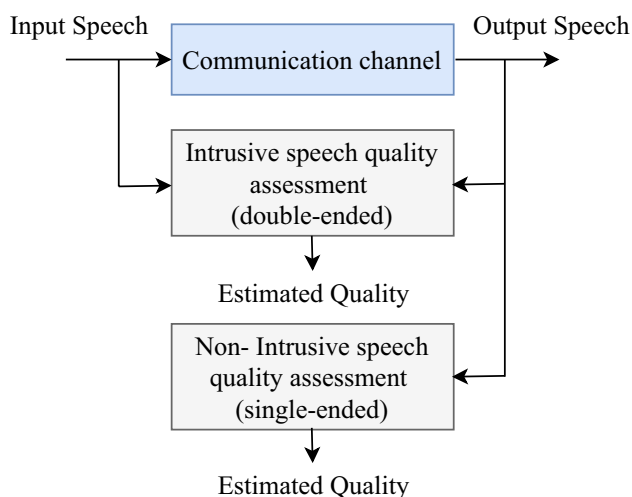 Input Speech
Output Speech
Communication channel
Intrusive speech quality
assessment
(double-ended)
Estimated Quality
Non- Intrusive speech
quality assessment
(single-ended)
Estimated Quality